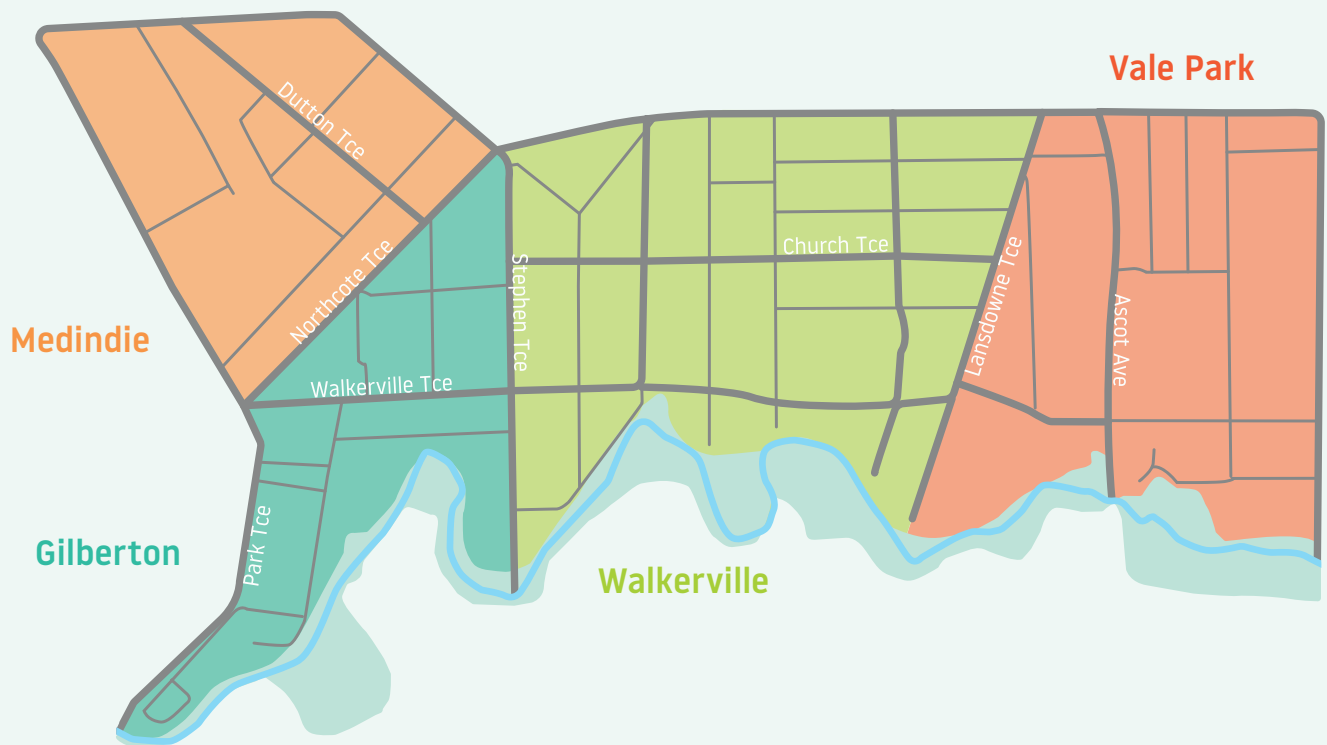 Vale Park
Dutton Tce
Church Tce
Northcote Tce
Stephen Tce
Lansdowne Tce
Ascot Ave
Medindie
Walkerville Tce
Park Tce
Gilberton
Walkerville